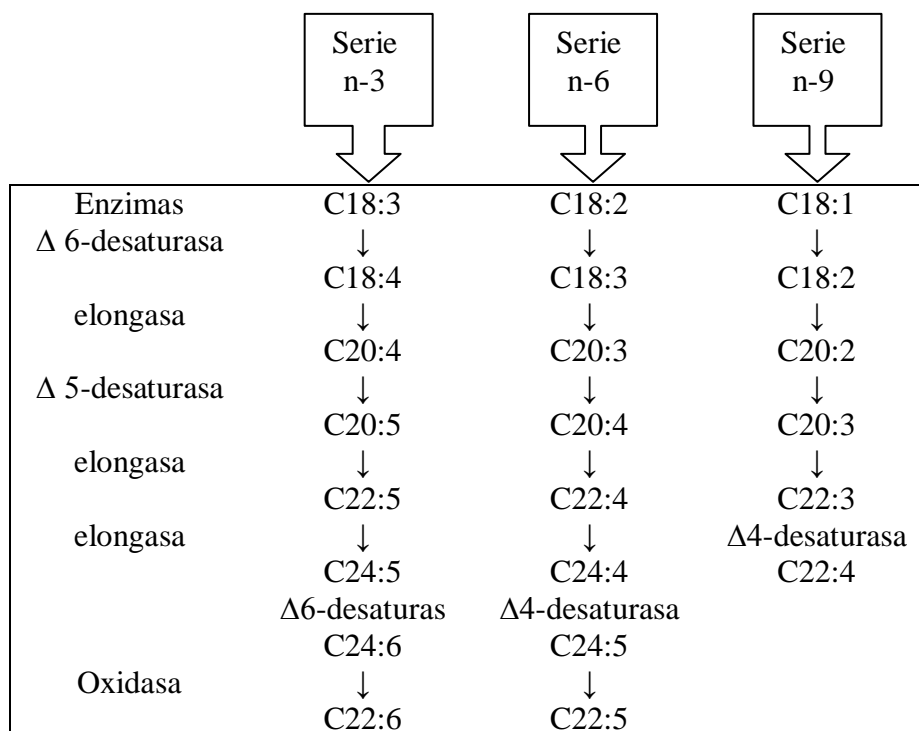 Serie Serie Serie
n-3 n-6 n-9
Enzimas C18:3 C18:2 C18:1
Δ 6-desaturasa ↓ ↓ ↓
C18:4 C18:3 C18:2
elongasa ↓ ↓ ↓
C20:4 C20:3 C20:2
Δ 5-desaturasa ↓ ↓ ↓
C20:5 C20:4 C20:3
elongasa ↓ ↓ ↓
C22:5 C22:4 C22:3
elongasa ↓ ↓ Δ4-desaturasa
C24:5 C24:4 C22:4
Δ6-desaturas Δ4-desaturasa
C24:6 C24:5
Oxidasa ↓ ↓
C22:6 C22:5